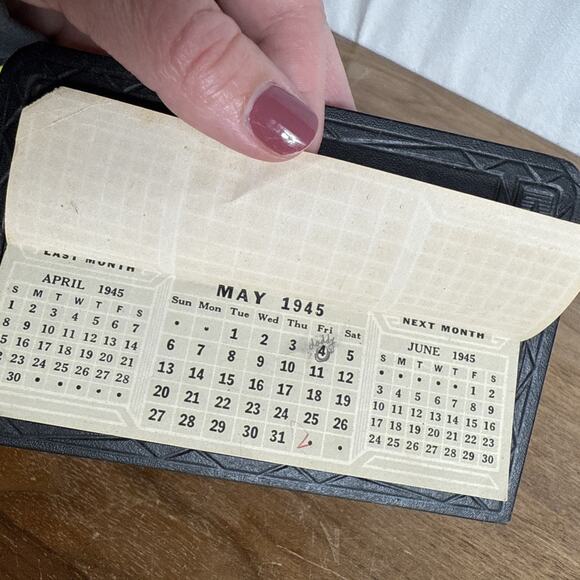 LAST MONTH
APRIL 1945
S M T W T F S
1 2 3 4 5 6 7
8 9 10 11 12 13 14
15 16 17 18 19 20 21
22 23 24 25 26 27 28
30 • • • • •
MAY 1945
Sun Mon Tue Wed Thu Fri Sat
• • 1 2 3 4 5
6 7 8 9 10 11 12
13 14 15 16 17 18 19
20 21 22 23 24 25 26
27 28 29 30 31 • •
NEXT MONTH
JUNE 1945
S M T W T F S
• • • • • 1 2
3 4 5 6 7 8 9
10 11 12 13 14 15 16
17 18 19 20 21 22 23
24 25 26 27 28 29 30